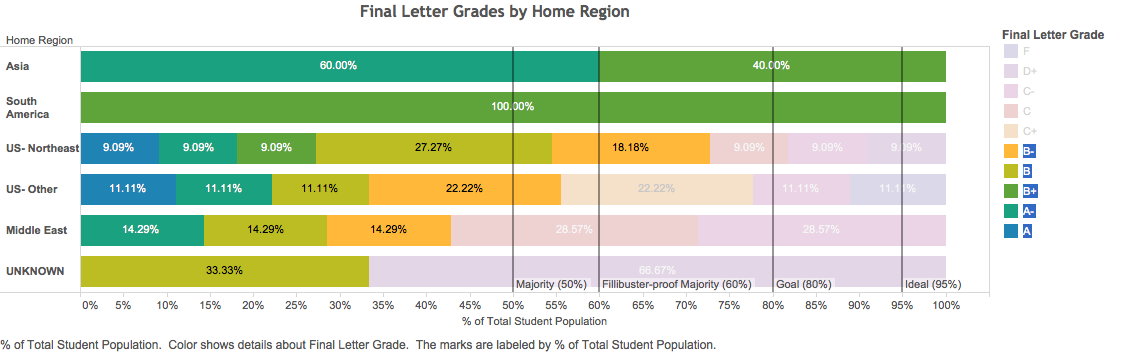 Final Letter Grades by Home Region
Home Region
Asia 60.00% 40.00%
South
America 100.00%
US- Northeast 9.09% 9.09% 9.09% 27.27% 18.18% 9.09% 9.09% 9.09%
US- Other 11.11% 11.11% 11.11% 22.22% 22.22% 11.11% 11.11%
Middle East 14.29% 14.29% 14.29% 28.57% 28.57%
UNKNOWN 33.33% 66.67%
Majority (50%) Fillibuster-proof Majority (60%) Goal (80%) Ideal (95%)
0% 5% 10% 15% 20% 25% 30% 35% 40% 45% 50% 55% 60% 65% 70% 75% 80% 85% 90% 95% 100%
% of Total Student Population
Final Letter Grade
F
D+
C-
C
C+
B-
B
B+
A-
A
% of Total Student Population. Color shows details about Final Letter Grade. The marks are labeled by % of Total Student Population.